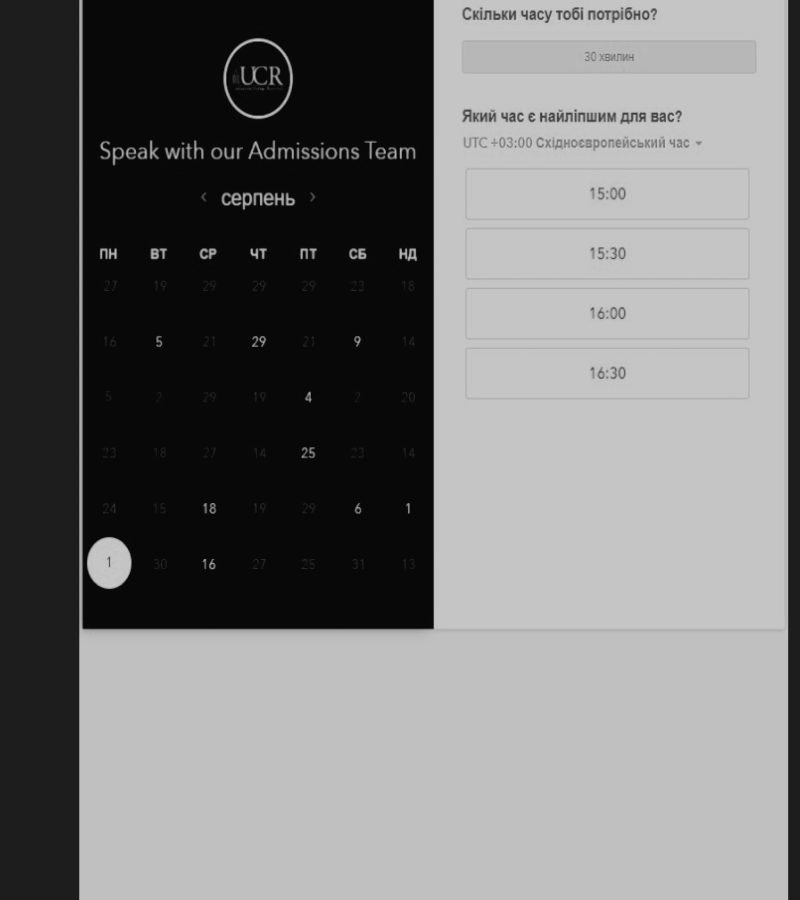 UCR
Speak with our Admissions Team
‹ серпень ›
ПН ВТ СР ЧТ ПТ СБ НД
27 19 29 29 29 23 18
16 5 21 29 21 9 14
5 2 29 19 4 2 20
23 18 27 14 25 23 14
24 15 18 19 29 6 1
1 30 16 27 25 31 13
Скільки часу тобі потрібно?
30 хвилин
Який час є найліпшим для вас?
UTC +03:00 Східноєвропейський час
15:00
15:30
16:00
16:30